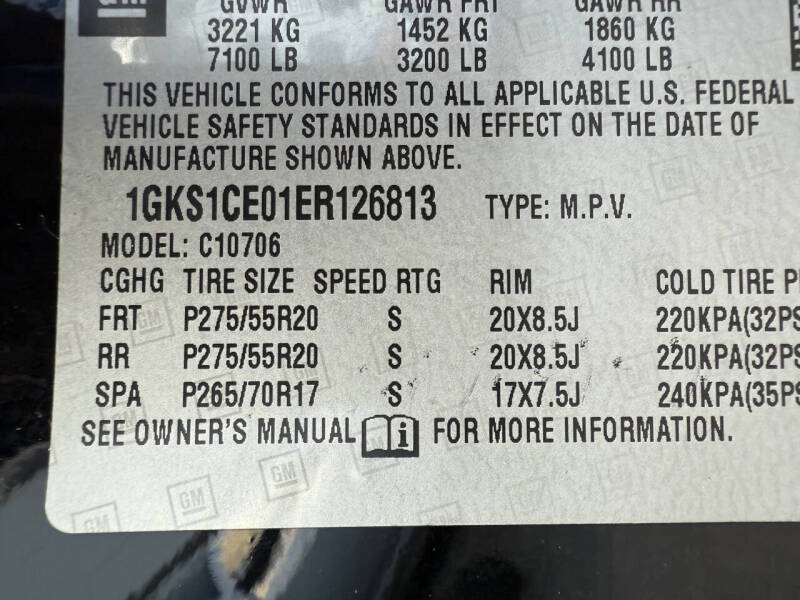 GM
GVWR GAWR FRT GAWR RR
3221 KG 1452 KG 1860 KG
7100 LB 3200 LB 4100 LB
THIS VEHICLE CONFORMS TO ALL APPLICABLE U.S. FEDERAL
VEHICLE SAFETY STANDARDS IN EFFECT ON THE DATE OF
MANUFACTURE SHOWN ABOVE.
1GKS1CE01ER126813 TYPE: M.P.V.
MODEL: C10706
CGHG TIRE SIZE SPEED RTG RIM COLD TIRE
FRT P275/55R20 S 20X8.5J 220KPA(32PS
RR P275/55R20 S 20X8.5J 220KPA(32PS
SPA P265/70R17 S 17X7.5J 240KPA(35PS
SEE OWNER'S MANUAL i FOR MORE INFORMATION.